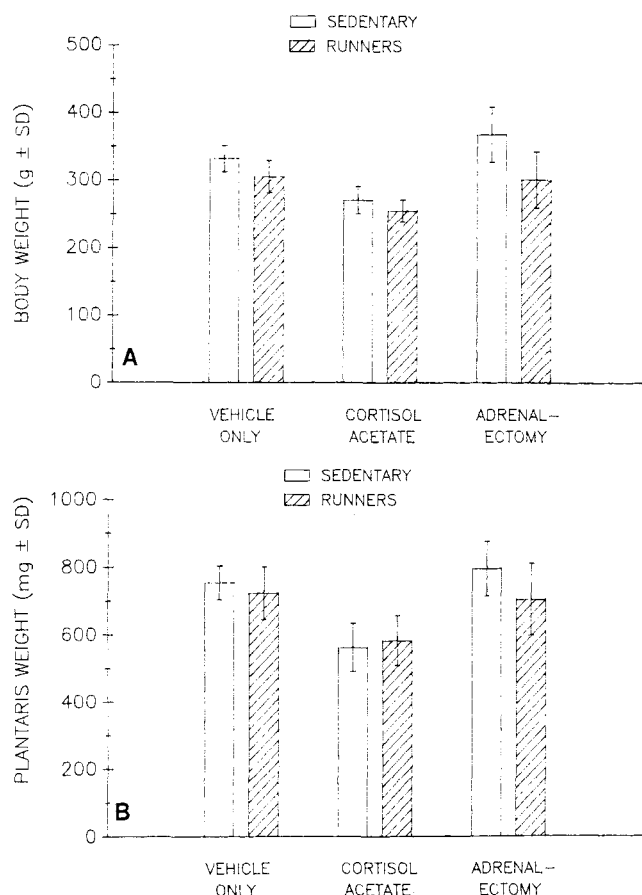 SEDENTARY
RUNNERS
500
400
300
200
100
0
BODY WEIGHT (g ± SD)
A
VEHICLE ONLY
CORTISOL ACETATE
ADRENAL-ECTOMY
SEDENTARY
RUNNERS
1000
800
600
400
200
0
PLANTARIS WEIGHT (mg ± SD)
B
VEHICLE ONLY
CORTISOL ACETATE
ADRENAL-ECTOMY